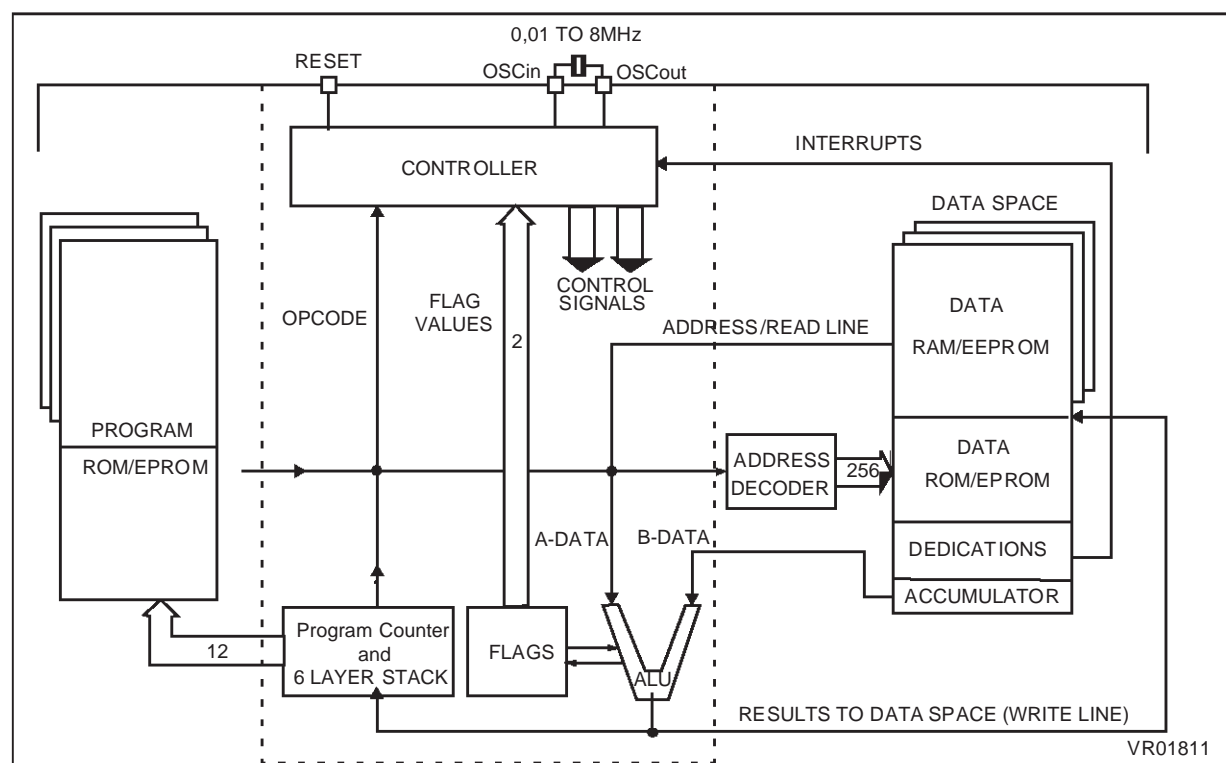 0,01 TO 8MHz
RESET
OSCin
OSCout
INTERRUPTS
CONTROLLER
DATA SPACE
CONTROL
SIGNALS
FLAG
VALUES
OPCODE
2
ADDRESS/READ LINE
DATA
RAM/EEPROM
PROGRAM
ROM/EPROM
ADDRESS
DECODER
256
DATA
ROM/EPROM
A-DATA
B-DATA
DEDICATIONS
ACCUMULATOR
12
Program Counter
and
6 LAYER STACK
FLAGS
ALU
RESULTS TO DATA SPACE (WRITE LINE)
VR01811